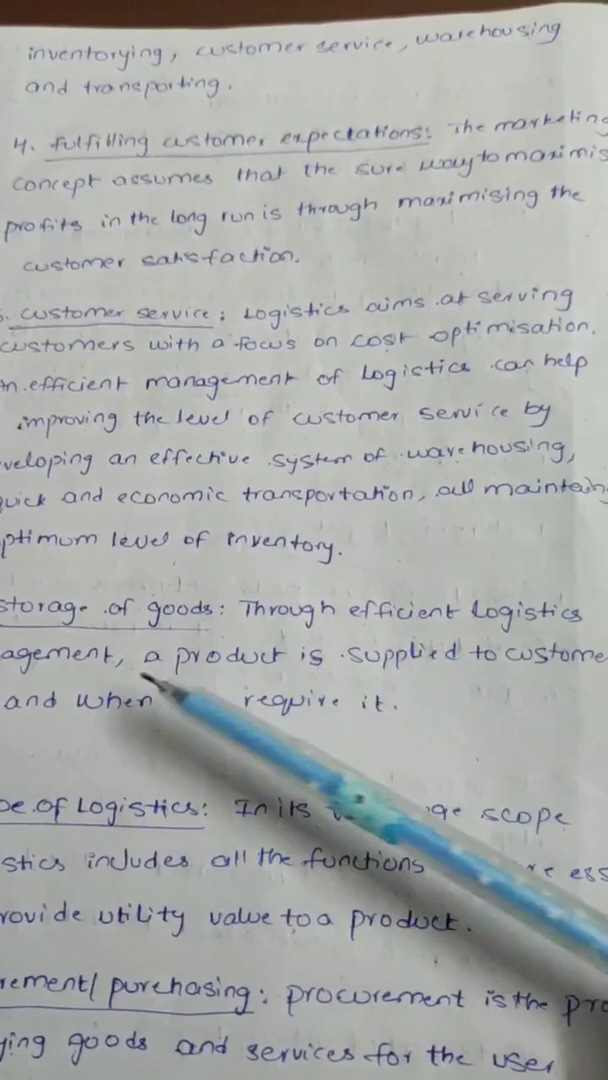 inventorying, customer service, warehousing
and transporting.
4. Fulfilling customer expectations: The marketing
concept assumes that the sure way to maximis
profits in the long run is through maximising the
customer satisfaction.
. customer service: Logistics aims at serving
customers with a focus on cost optimisation.
n efficient management of Logistics can help
improving the level of customer service by
veloping an effective system of warehousing,
quick and economic transportation, all maintain
ptimum level of inventory.
storage of goods: Through efficient Logistics
agement, a product is supplied to custome
and when require it.
pe of Logistics: In its scope
stics includes all the functions
rovide utility value to a product.
rement/ purchasing: procurement is the pro
ying goods and services for the user